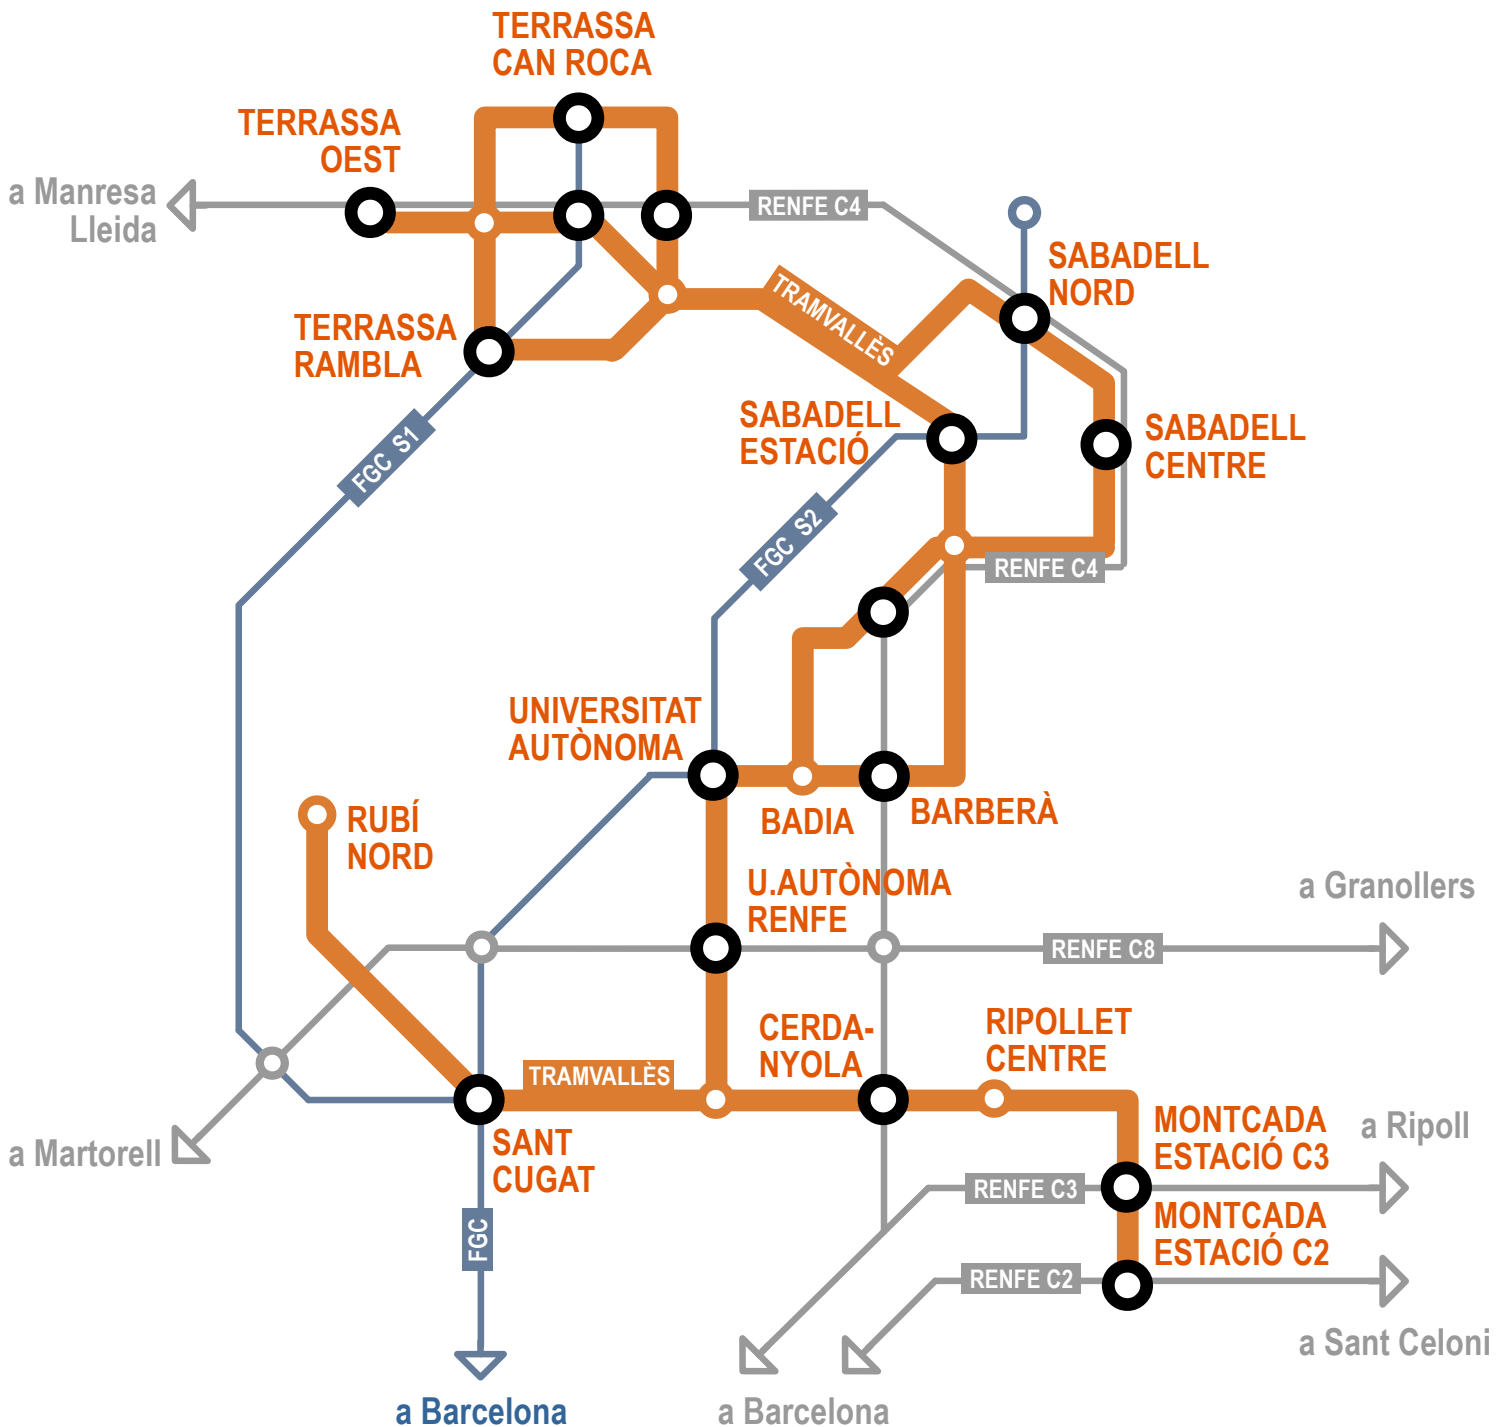 TERRASSA
CAN ROCA
TERRASSA
OEST
a Manresa
Lleida
RENFE C4
SABADELL
NORD
TRAMVALLÈS
TERRASSA
RAMBLA
SABADELL
ESTACIÓ
SABADELL
CENTRE
FGC S1
FGC S2
RENFE C4
UNIVERSITAT
AUTÒNOMA
BADIA
BARBERÀ
RUBÍ
NORD
U.AUTÒNOMA
RENFE
a Granollers
RENFE C8
CERDA-
NYOLA
RIPOLLET
CENTRE
TRAMVALLÈS
a Martorell
SANT
CUGAT
MONTCADA
ESTACIÓ C3
a Ripoll
RENFE C3
MONTCADA
ESTACIÓ C2
FGC
RENFE C2
a Sant Celoni
a Barcelona
a Barcelona